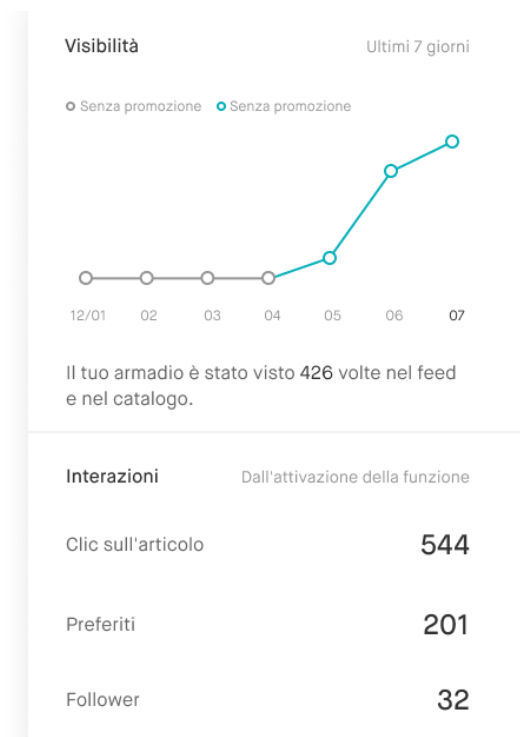 Visibilità Ultimi 7 giorni
Senza promozione Senza promozione
12/01 02 03 04 05 06 07
Il tuo armadio è stato visto 426 volte nel feed
e nel catalogo.
Interazioni Dall'attivazione della funzione
Clic sull'articolo 544
Preferiti 201
Follower 32